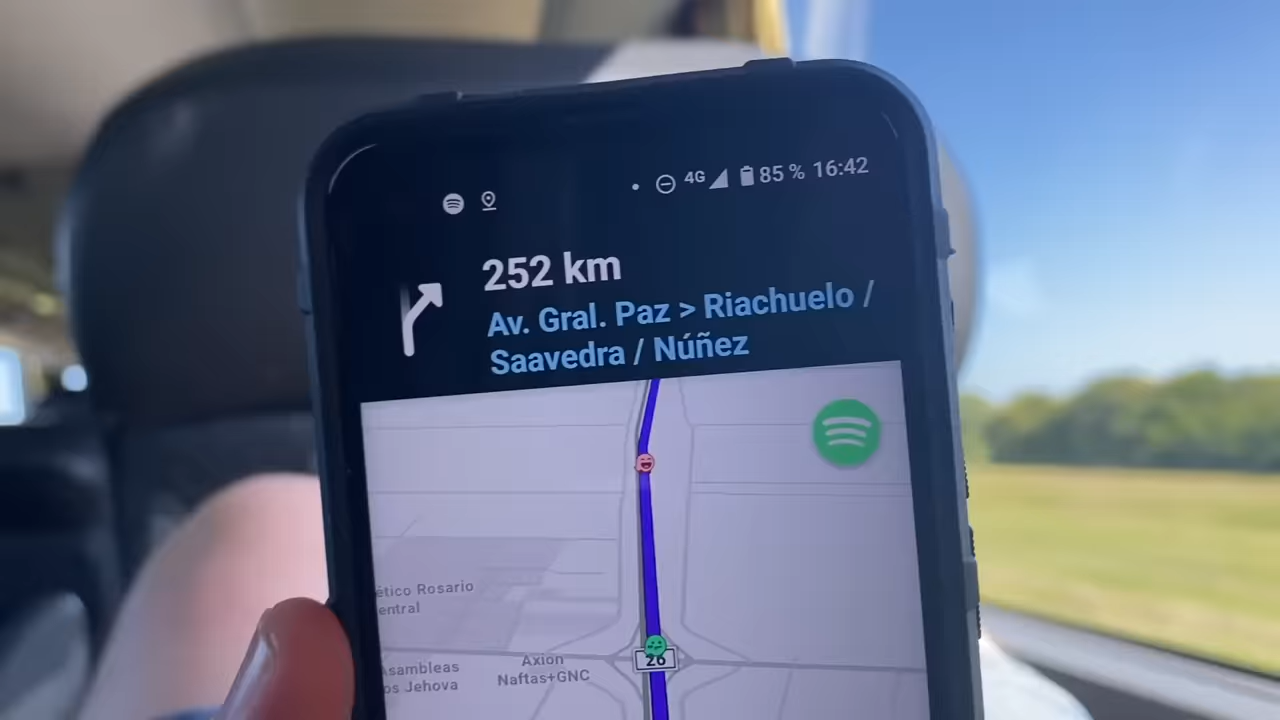 4G 85 % 16:42
252 km
Av. Gral. Paz > Riachuelo /
Saavedra / Núñez
ético Rosario
entral
26
Asambleas
os Jehova
Axion
Naftas+GNC